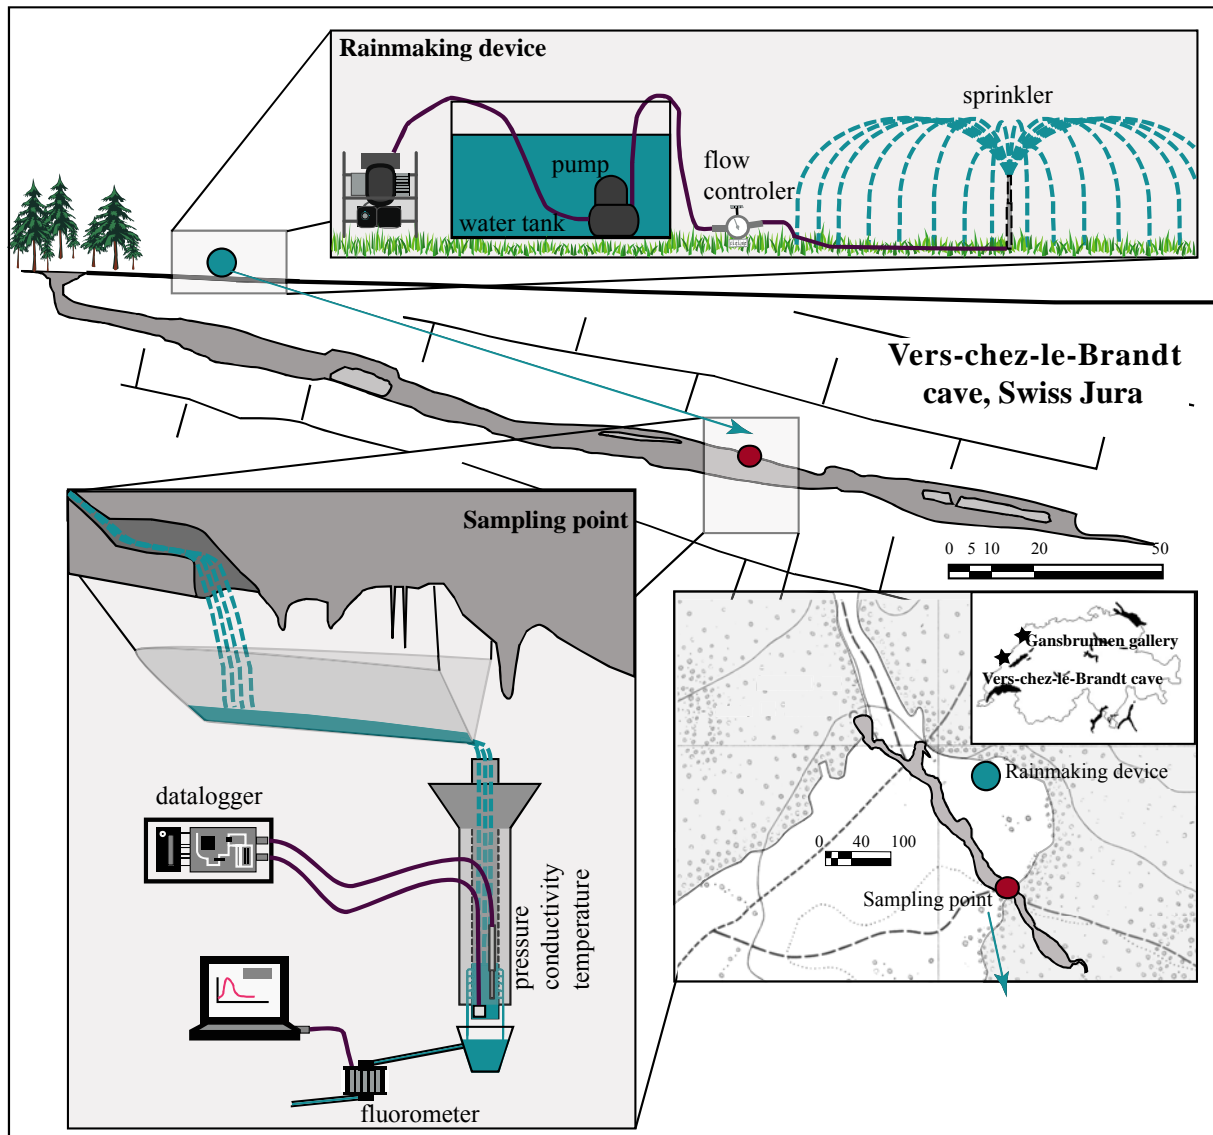 Rainmaking device
sprinkler
pump
flow
controler
water tank
Vers-chez-le-Brandt
cave, Swiss Jura
Sampling point
0 5 10 20 50
Gansbrunnen gallery
Vers-chez-le-Brandt cave
Rainmaking device
0 40 100
Sampling point
datalogger
pressure
conductivity
temperature
fluorometer